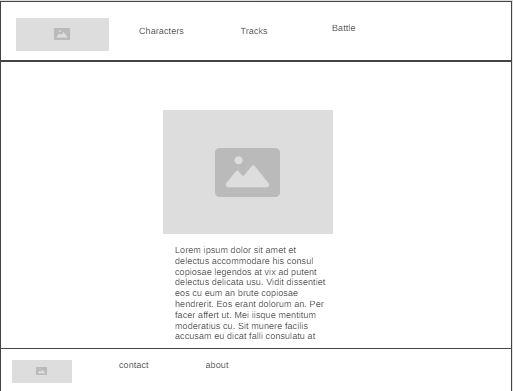 Characters
Tracks
Battle
Lorem ipsum dolor sit amet et
delectus accommodare his consul
copiosae legendos at vix ad putent
delectus delicata usu. Vidit dissentiet
eos cu eum an brute copiosae
hendrerit. Eos erant dolorum an. Per
facer affert ut. Mei iisque mentitum
moderatius cu. Sit munere facilis
accusam eu dicat falli consulatu at
contact
about